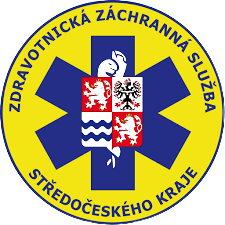 ZDRAVOTNICKÁ ZÁCHRANNÁ SLUŽBA
STŘEDOČESKÉHO KRAJE